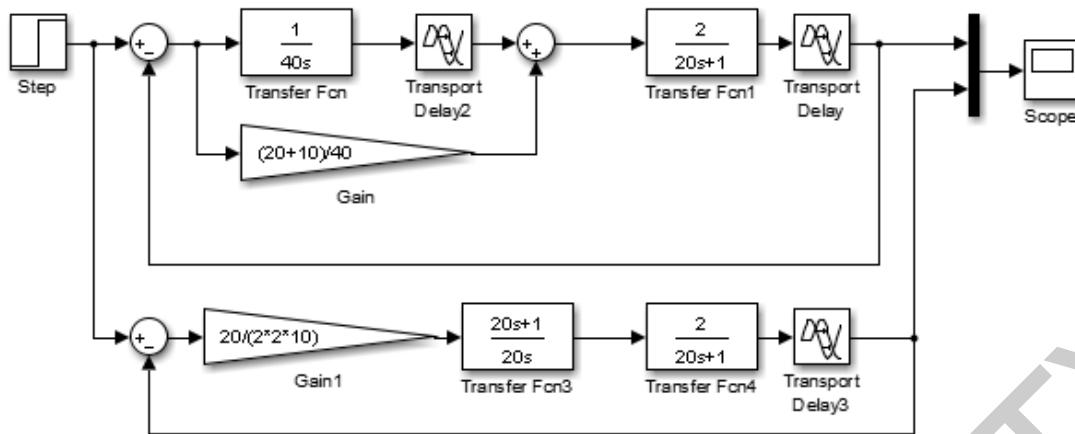 Step
+
−
1
40s
Transfer Fcn
Transport
Delay2
+
+
2
20s+1
Transfer Fcn1
Transport
Delay
Scope
(20+10)/40
Gain
+
−
20/(2*2*10)
Gain1
20s+1
20s
Transfer Fcn3
2
20s+1
Transfer Fcn4
Transport
Delay3